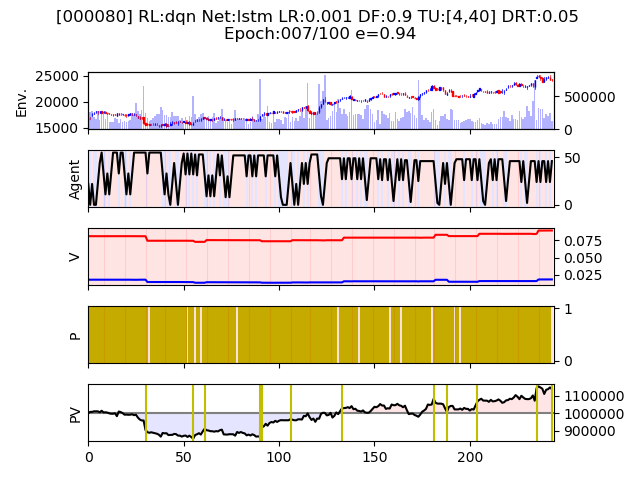 [000080] RL:dqn Net:lstm LR:0.001 DF:0.9 TU:[4,40] DRT:0.05
Epoch:007/100 e=0.94
Env.
25000
20000
15000
500000
0
Agent
50
0
V
0.075
0.050
0.025
P
1
0
PV
1100000
1000000
900000
0 50 100 150 200